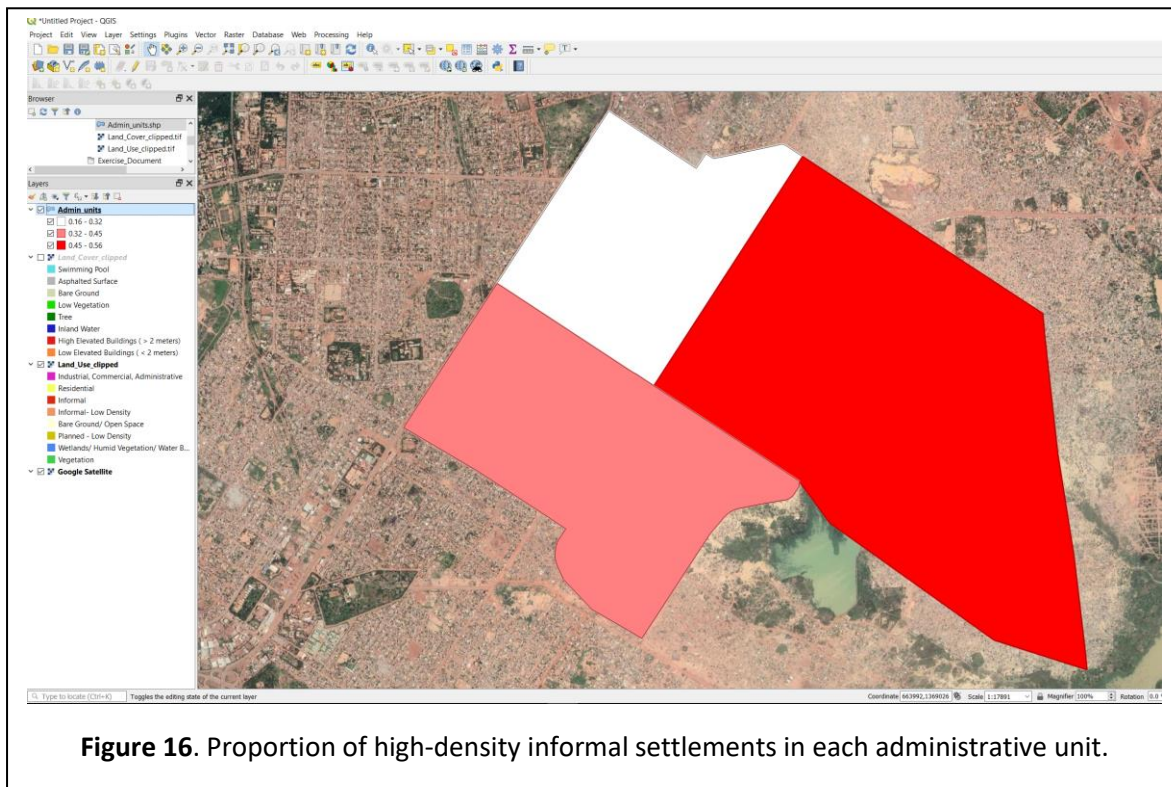 *Untitled Project - QGIS
Project Edit View Layer Settings Plugins Vector Raster Database Web Processing Help
Browser
Admin_units.shp
Land_Cover_clipped.tif
Land_Use_clipped.tif
Exercise_Document
Layers
Admin_units
0.16 - 0.32
0.32 - 0.45
0.45 - 0.56
Land_Cover_clipped
Swimming Pool
Asphalted Surface
Bare Ground
Low Vegetation
Tree
Inland Water
High Elevated Buildings ( > 2 meters)
Low Elevated Buildings ( < 2 meters)
Land_Use_clipped
Industrial, Commercial, Administrative
Residential
Informal
Informal- Low Density
Bare Ground/ Open Space
Planned - Low Density
Wetlands/ Humid Vegetation/ Water B...
Vegetation
Google Satellite
Type to locate (Ctrl+K) Toggles the editing state of the current layer Coordinate 663992,1369026 Scale 1:17891 Magnifier 100% Rotation 0.0
Figure 16. Proportion of high-density informal settlements in each administrative unit.